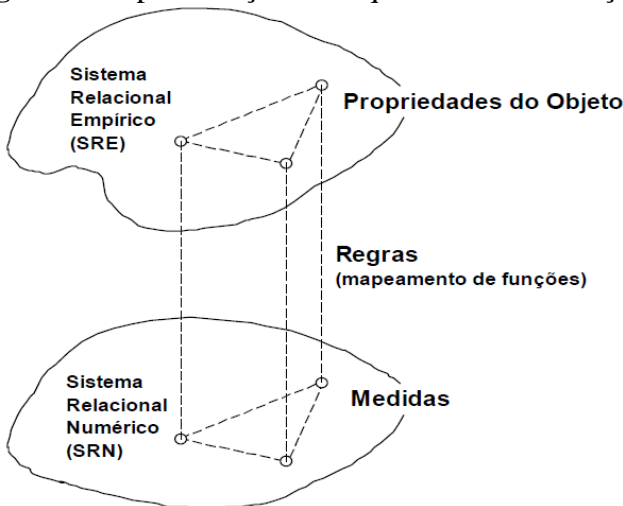 Sistema
Relacional
Empírico
(SRE)
Propriedades do Objeto
Regras
(mapeamento de funções)
Sistema
Relacional
Numérico
(SRN)
Medidas